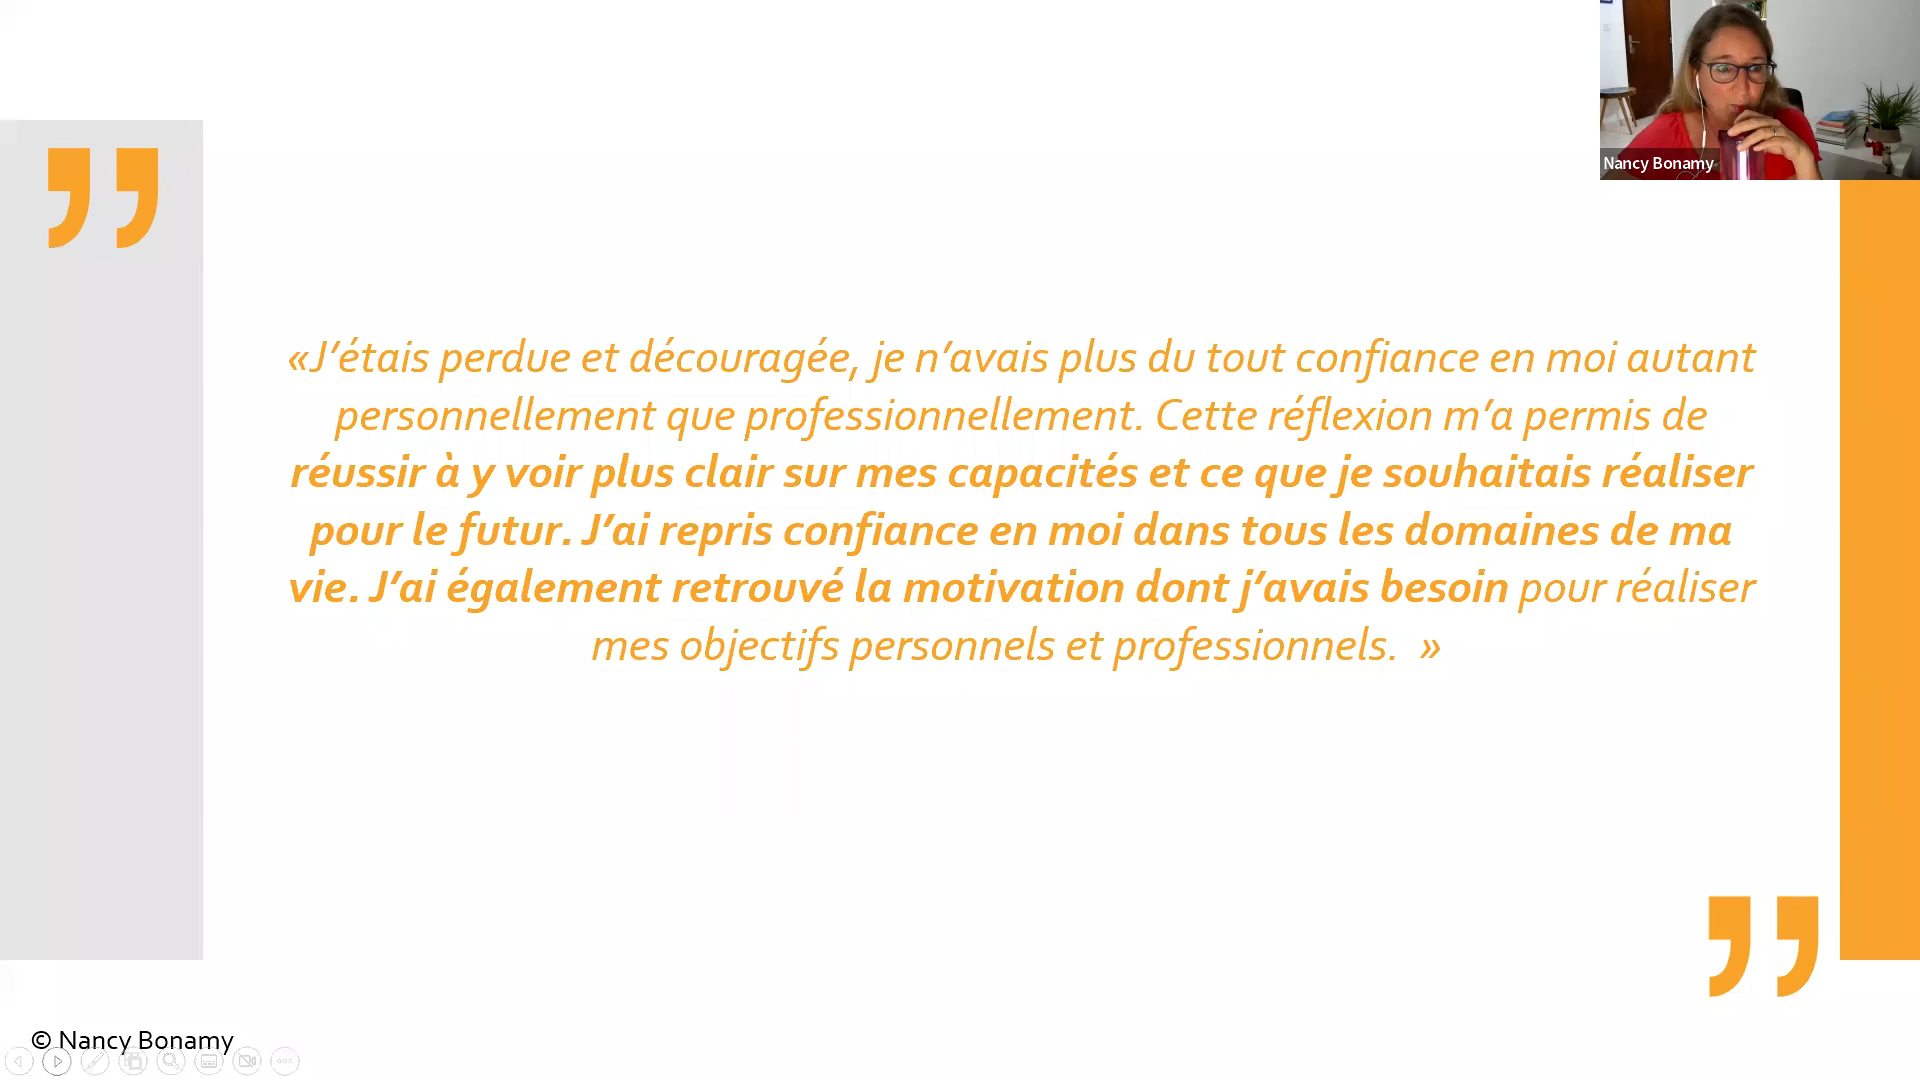 Nancy Bonamy
«J’étais perdue et découragée, je n’avais plus du tout confiance en moi autant
personnellement que professionnellement. Cette réflexion m’a permis de
réussir à y voir plus clair sur mes capacités et ce que je souhaitais réaliser
pour le futur. J’ai repris confiance en moi dans tous les domaines de ma
vie. J’ai également retrouvé la motivation dont j’avais besoin pour réaliser
mes objectifs personnels et professionnels.  »
© Nancy Bonamy